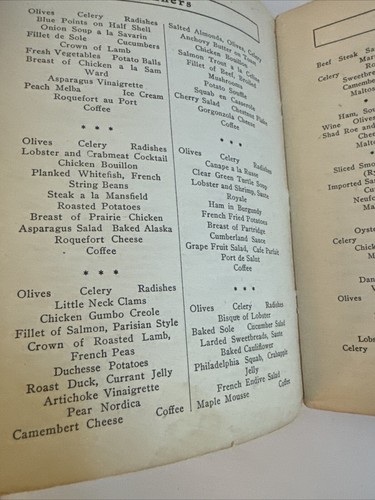 Olives Celery Radishes
Blue Points on Half Shell
Onion Soup a la Savarin
Fillet de Sole Cucumbers
Crown of Lamb
Fresh Vegetables Potato Balls
Breast of Chicken a la Sam
Ward
Asparagus Vinaigrette
Peach Melba Ice Cream
Roquefort au Port
Coffee
* * *
Olives Celery Radishes
Lobster and Crabmeat Cocktail
Chicken Bouillon
Planked Whitefish, French
String Beans
Steak a la Mansfield
Roasted Potatoes
Breast of Prairie Chicken
Asparagus Salad Baked Alaska
Roquefort Cheese
Coffee
* * *
Olives Celery Radishes
Little Neck Clams
Chicken Gumbo Creole
Fillet of Salmon, Parisian Style
Crown of Roasted Lamb,
French Peas
Duchesse Potatoes
Roast Duck, Currant Jelly
Artichoke Vinaigrette
Pear Nordica Coffee
Camembert Cheese
Salted Almonds, Olives, Celery
Anchovy Butter on Toast
Chicken Bouillon
Salmon Trout a la
Fillet of Beef, Broiled
Mushrooms
Potato Souffle
Squab en Casserole
Cherry Salad
Gorgonzola Cheese
Coffee
* * *
Olives Celery Radishes
Canape a la Russe
Clear Green Turtle Soup
Lobster and Shrimp, Sauce
Royale
Ham in Burgundy
French Fried Potatoes
Breast of Partridge
Cumberland Sauce
Grape Fruit Salad, Cafe Parfait
Port de Salut
Coffee
* * *
Olives Celery Radishes
Bisque of Lobster
Baked Sole Cucumber Salad
Larded Sweetbreads,
Baked Cauliflower
Philadelphia Squab, Crabapple
Jelly
French Endive Salad
Maple Mousse Coffee
Beef Steak
Celery
Camembert
Ham,
Wine Olives
Shad Roe and
Sliced
Imported
Celery